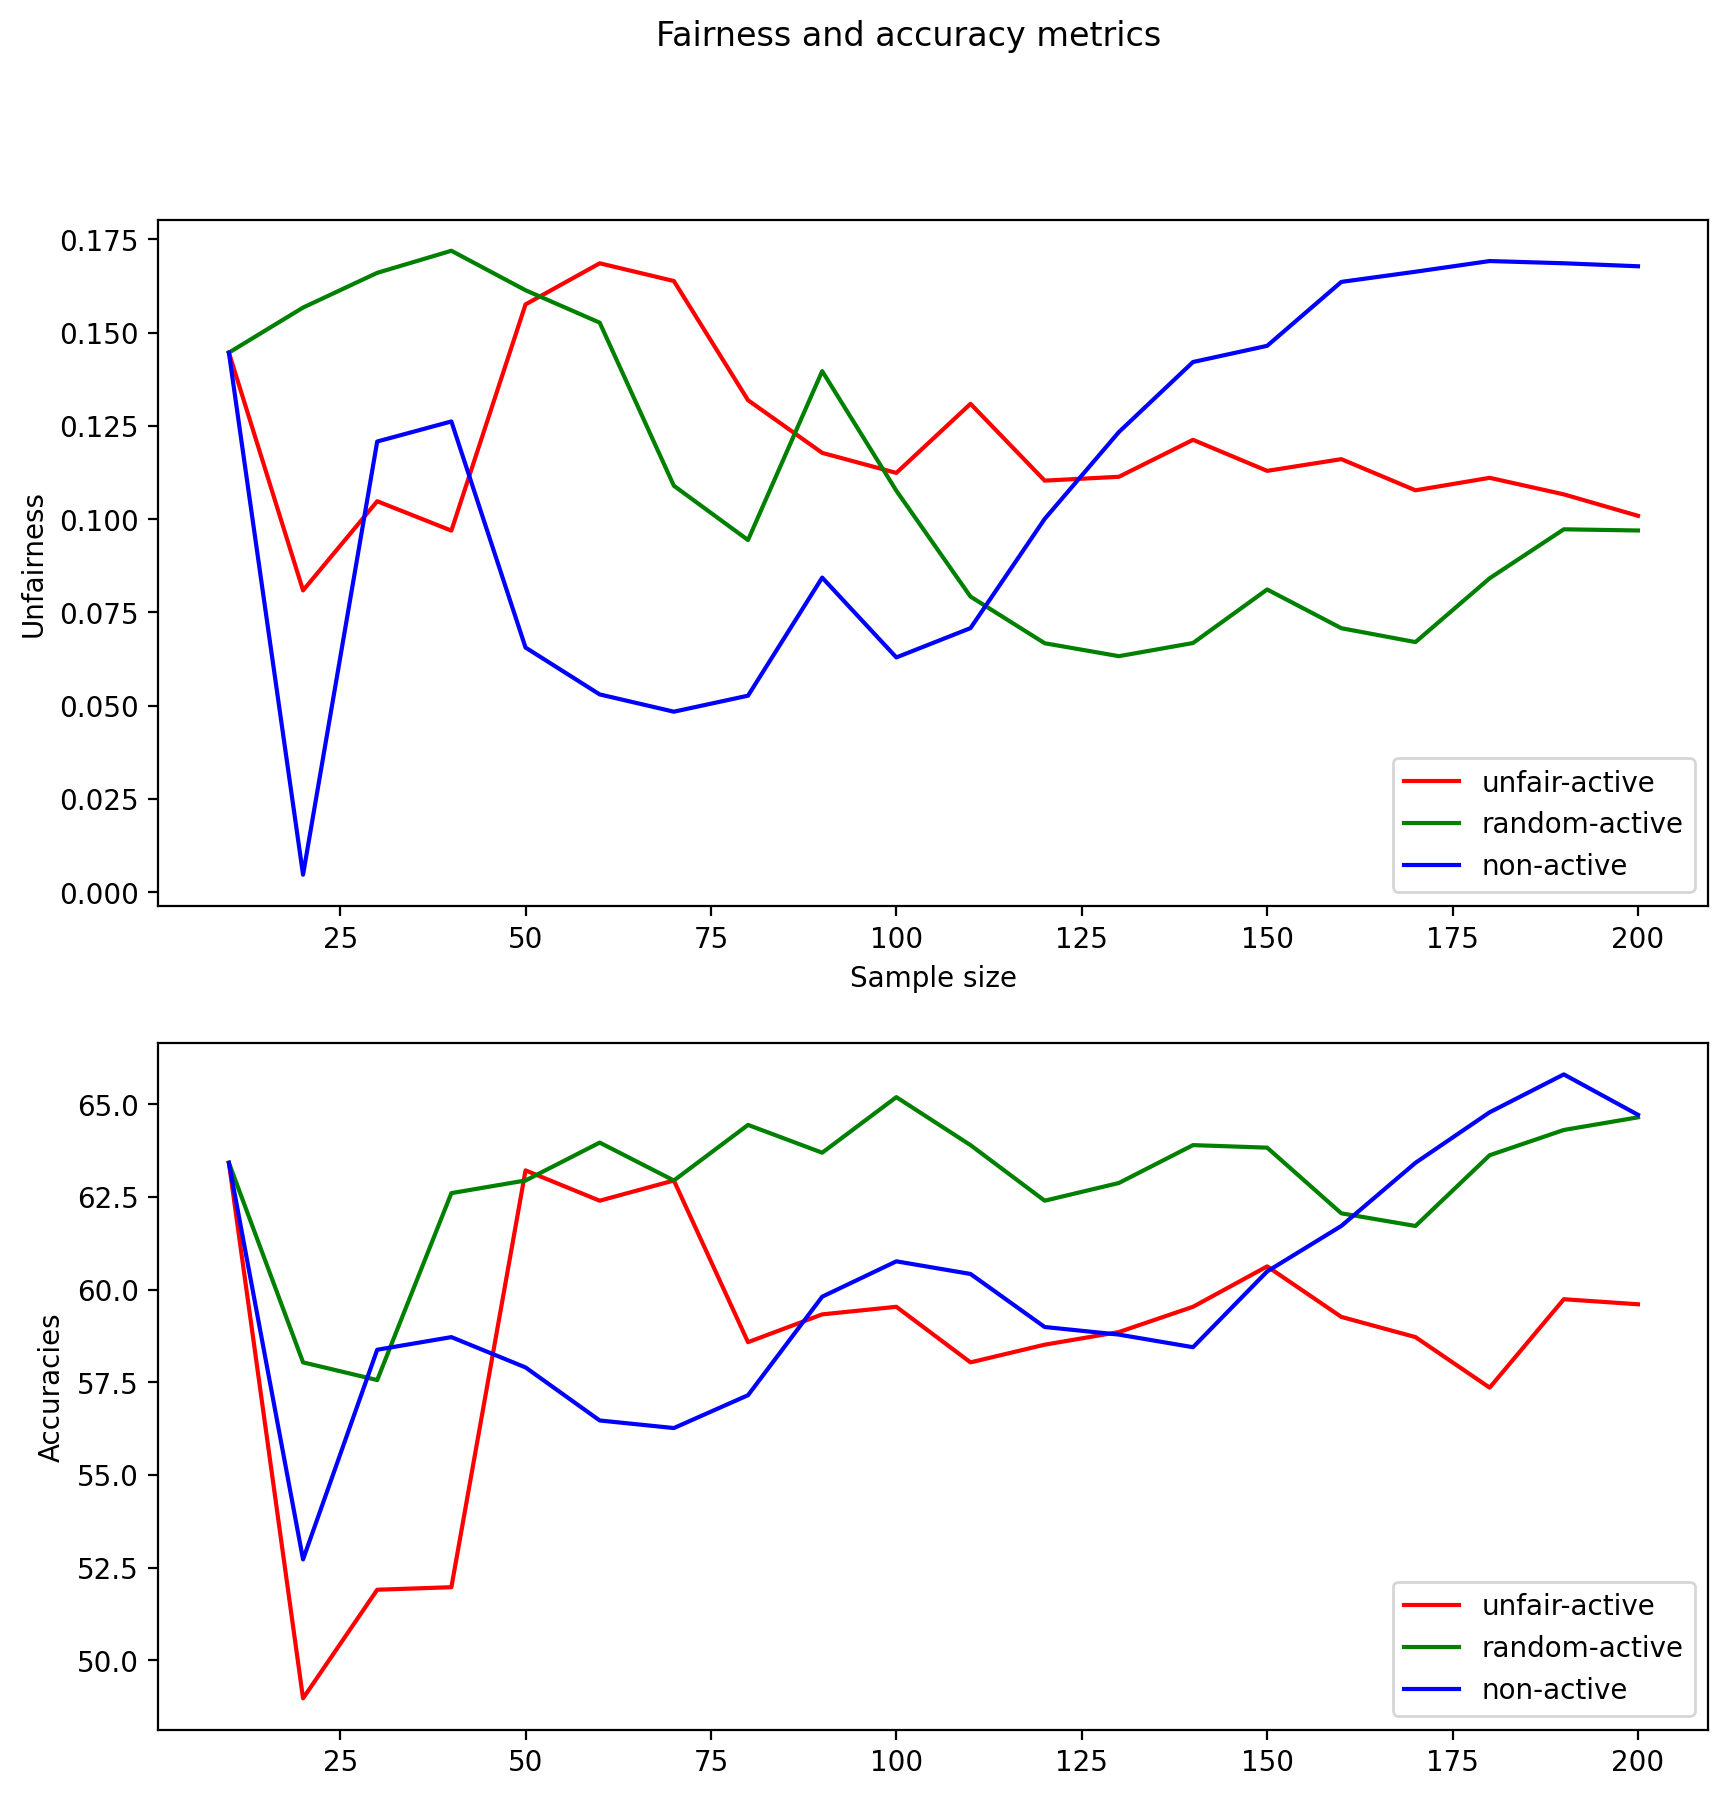 Fairness and accuracy metrics
0.175
0.150
0.125
0.100
0.075
0.050
0.025
0.000
Unfairness
unfair-active
random-active
non-active
25 50 75 100 125 150 175 200
Sample size
65.0
62.5
60.0
57.5
55.0
52.5
50.0
Accuracies
unfair-active
random-active
non-active
25 50 75 100 125 150 175 200